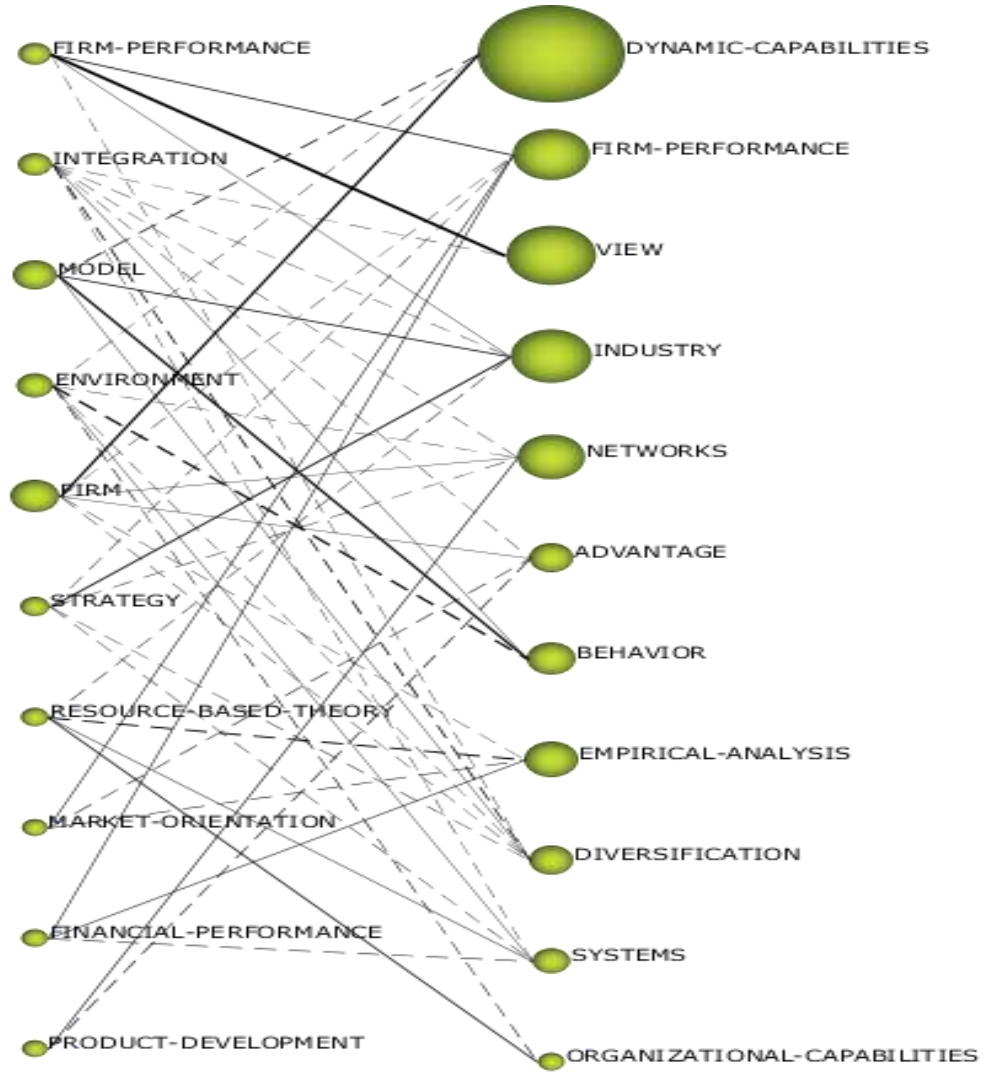 FIRM-PERFORMANCE
INTEGRATION
MODEL
ENVIRONMENT
FIRM
STRATEGY
RESOURCE-BASED-THEORY
MARKET-ORIENTATION
FINANCIAL-PERFORMANCE
PRODUCT-DEVELOPMENT
DYNAMIC-CAPABILITIES
FIRM-PERFORMANCE
VIEW
INDUSTRY
NETWORKS
ADVANTAGE
BEHAVIOR
EMPIRICAL-ANALYSIS
DIVERSIFICATION
SYSTEMS
ORGANIZATIONAL-CAPABILITIES